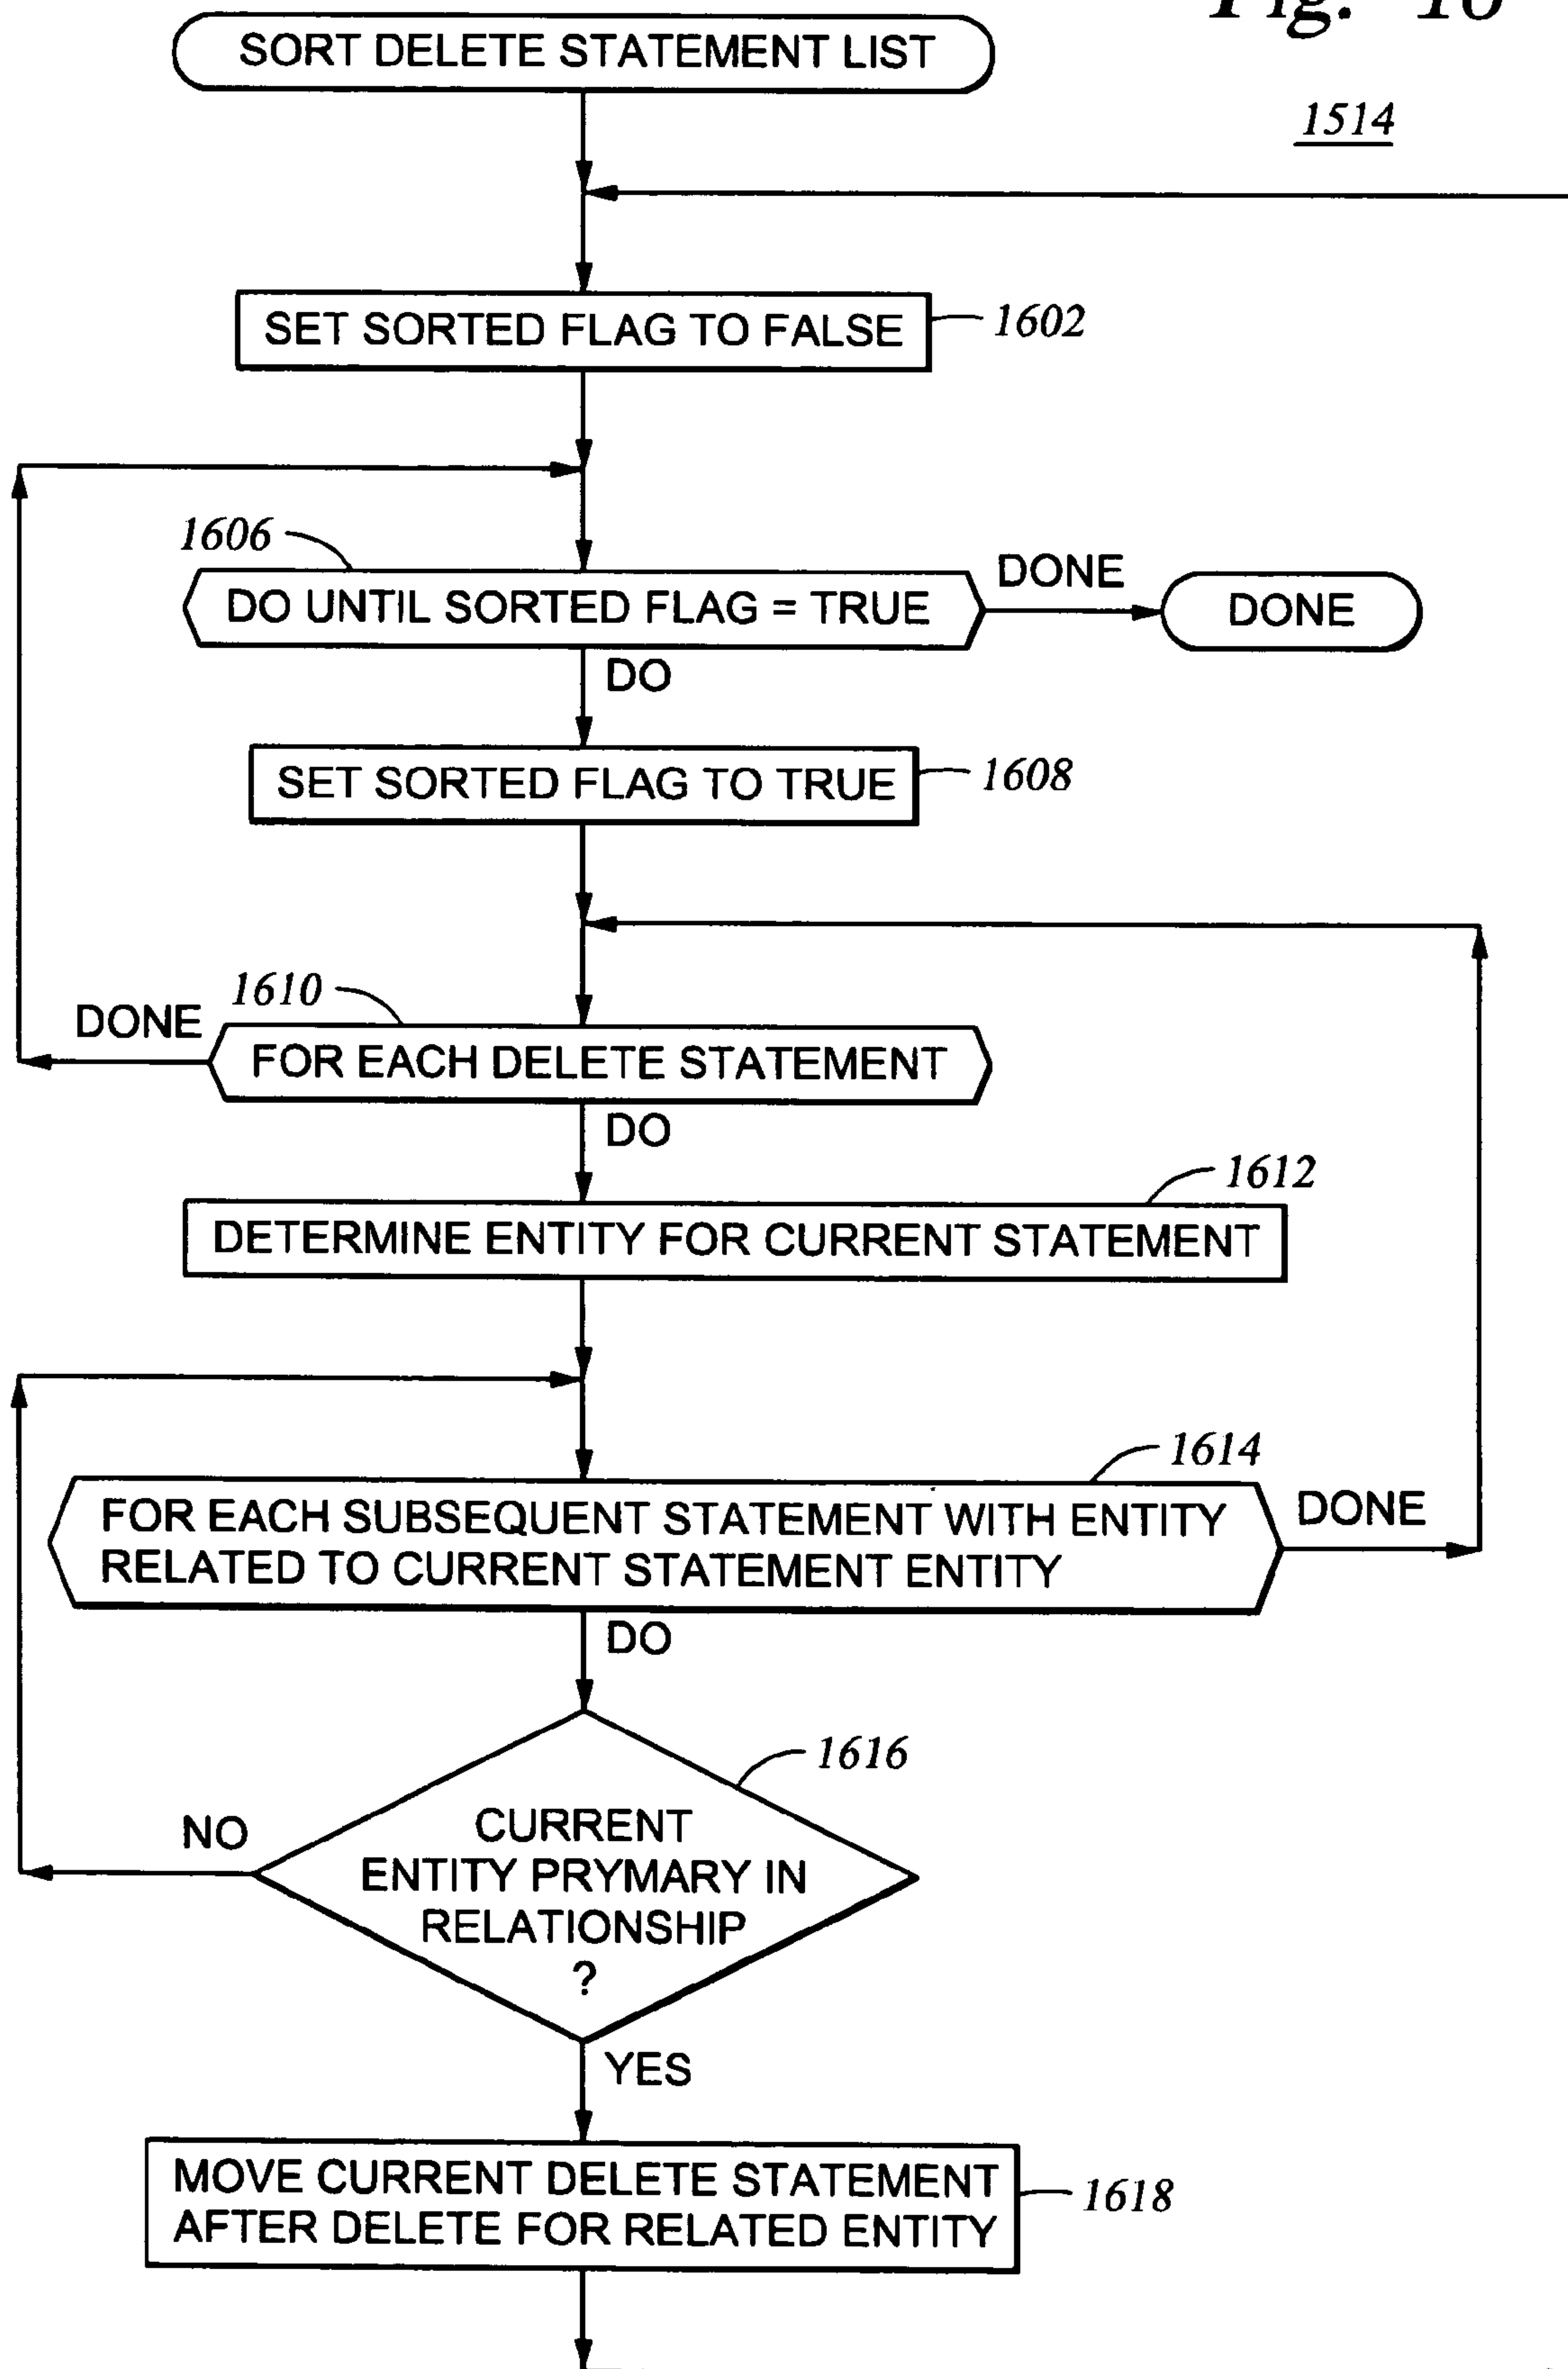 Fig. 16
SORT DELETE STATEMENT LIST
1514
SET SORTED FLAG TO FALSE
1602
1606
DO UNTIL SORTED FLAG = TRUE
DONE
DONE
DO
SET SORTED FLAG TO TRUE
1608
1610
DONE
FOR EACH DELETE STATEMENT
DO
1612
DETERMINE ENTITY FOR CURRENT STATEMENT
1614
FOR EACH SUBSEQUENT STATEMENT WITH ENTITY
RELATED TO CURRENT STATEMENT ENTITY
DONE
DO
1616
NO
CURRENT
ENTITY PRYMARY IN
RELATIONSHIP
?
YES
MOVE CURRENT DELETE STATEMENT
AFTER DELETE FOR RELATED ENTITY
1618